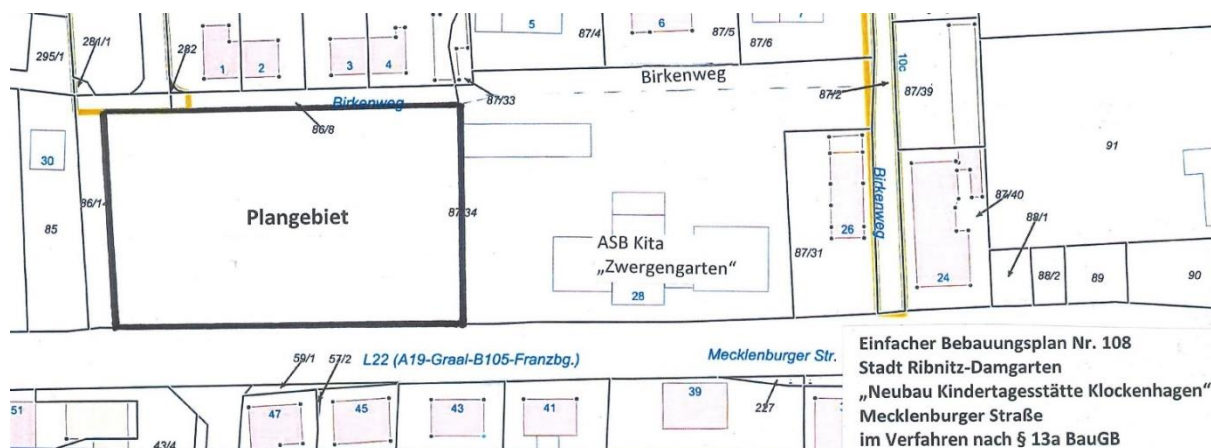 295/1
281/1
282
1
2
3
4
5
6
87/4
87/5
87/6
87/33
Birkenweg
Birkenweg
86/8
87/2
10c
87/39
91
30
86/14
85
Plangebiet
87/34
ASB Kita
„Zwergengarten“
28
26
87/31
Birkenweg
24
87/40
88/1
88/2
89
90
59/1
57/2
L22 (A19-Graal-B105-Franzbg.)
Mecklenburger Str.
51
43/4
47
45
43
41
39
227
Einfacher Bebauungsplan Nr. 108
Stadt Ribnitz-Damgarten
„Neubau Kindertagesstätte Klockenhagen“
Mecklenburger Straße
im Verfahren nach § 13a BauGB